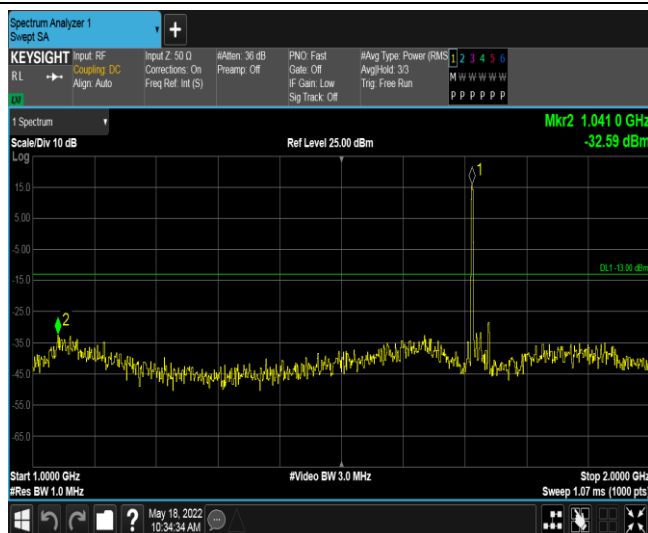 Spectrum Analyzer 1
Swept SA
+
KEYSIGHT Input: RF Input Z: 50 Ω #Atten: 36 dB PNO: Fast #Avg Type: Power (RMS 1 2 3 4 5 6
RL Coupling: DC Corrections: On Preamp: Off Gate: Off Avg|Hold: 3/3 M W W W W W
Align: Auto Freq Ref: Int (S) IF Gain: Low Trig: Free Run
Sig Track: Off P P P P P P
LXI
1 Spectrum Mkr2 1.041 0 GHz
Scale/Div 10 dB Ref Level 25.00 dBm -32.59 dBm
Log
1
15.0
5.00
-5.00
DL1 -13.00 dBm
-15.0
-25.0
2
-35.0
-45.0
-55.0
-65.0
Start 1.0000 GHz #Video BW 3.0 MHz Stop 2.0000 GHz
#Res BW 1.0 MHz Sweep 1.07 ms (1000 pts)
? May 18, 2022
10:34:34 AM